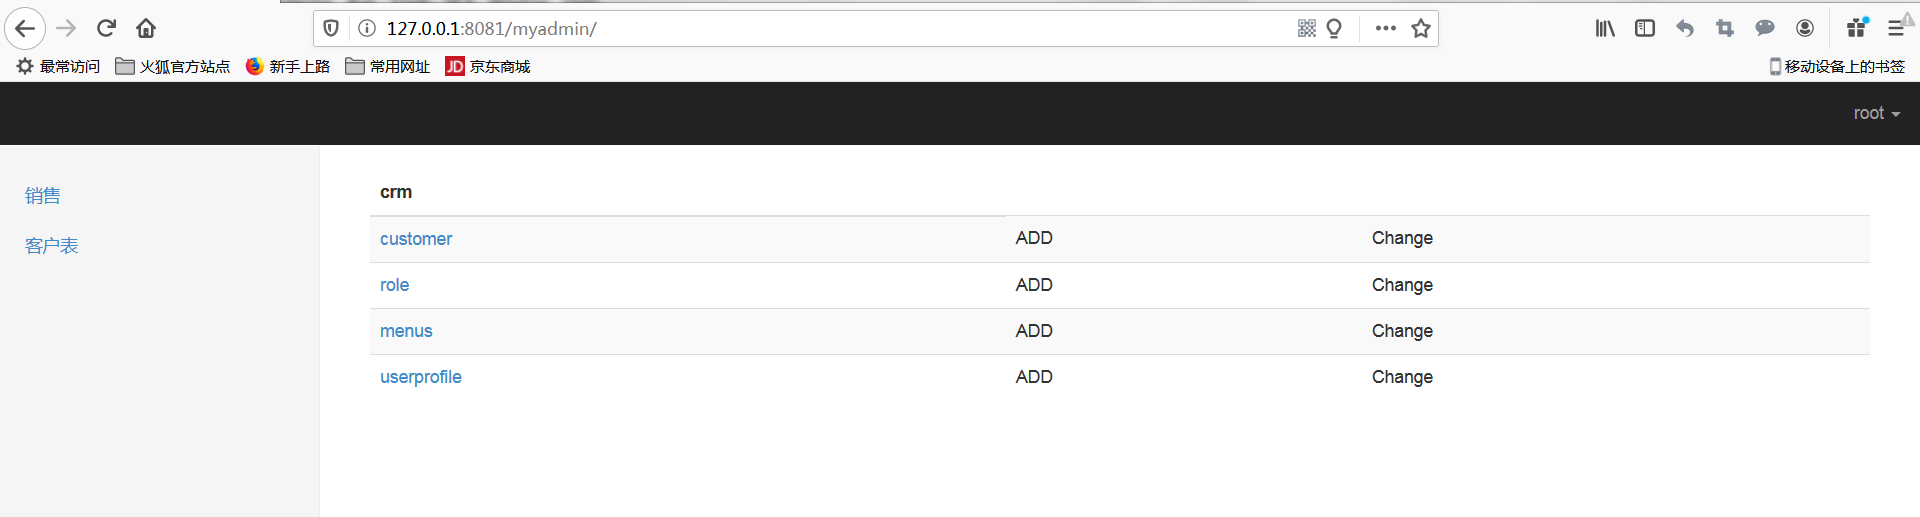 127.0.0.1:8081/myadmin/
最常访问 火狐官方站点 新手上路 常用网址 JD 京东商城 移动设备上的书签
root
销售
客户表
crm
customer ADD Change
role ADD Change
menus ADD Change
userprofile ADD Change